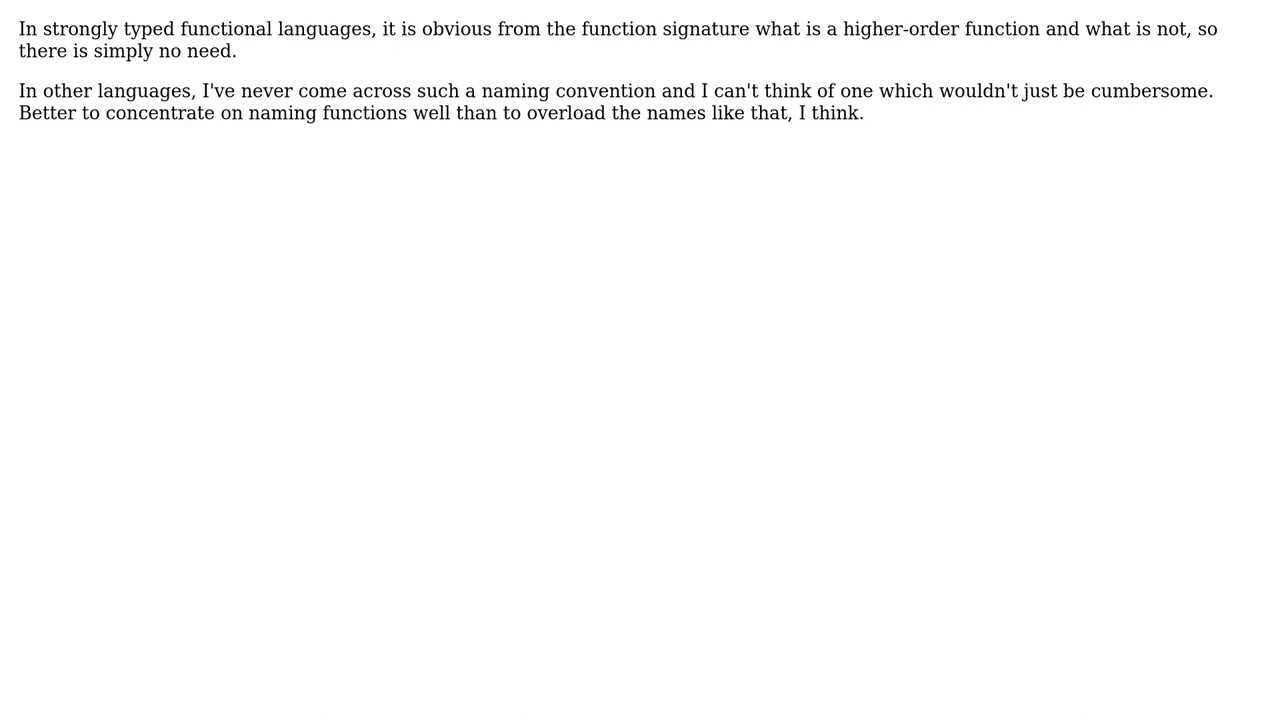 In strongly typed functional languages, it is obvious from the function signature what is a higher-order function and what is not, so
there is simply no need.
In other languages, I've never come across such a naming convention and I can't think of one which wouldn't just be cumbersome.
Better to concentrate on naming functions well than to overload the names like that, I think.